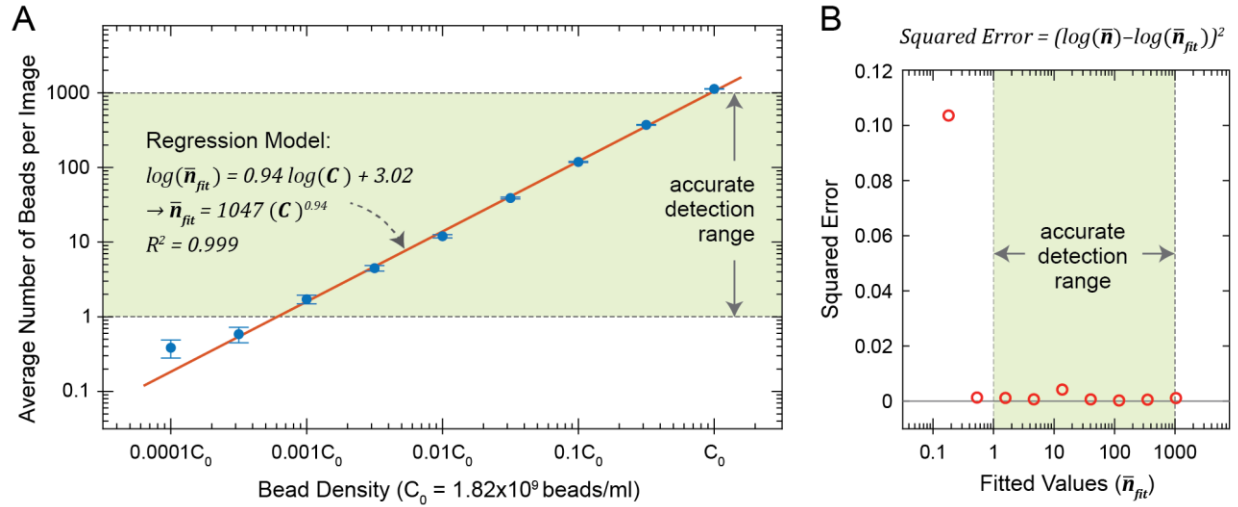 A
Average Number of Beads per Image
1000
100
10
1
0.1
Regression Model:
log(n̄fit) = 0.94 log(C) + 3.02
→ n̄fit = 1047 (C)^0.94
R² = 0.999
accurate
detection
range
0.0001C₀
0.001C₀
0.01C₀
0.1C₀
C₀
Bead Density (C₀ = 1.82x10⁹ beads/ml)
B
Squared Error = (log(n̄)–log(n̄fit))²
Squared Error
0.12
0.10
0.08
0.06
0.04
0.02
0
accurate
detection
range
0.1
1
10
100
1000
Fitted Values (n̄fit)